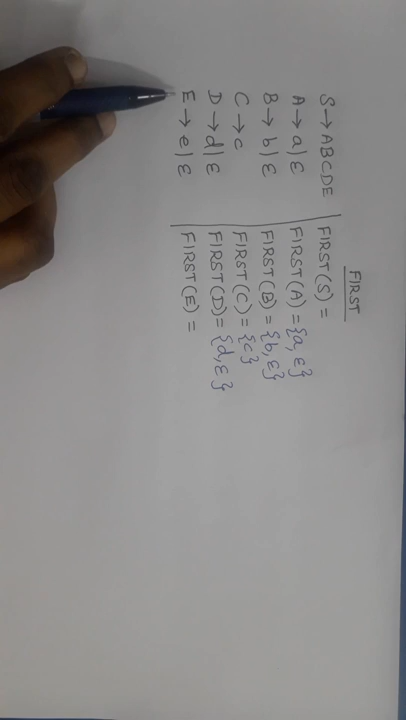 FIRST
S → ABCDE FIRST(S) =
A → a|ε FIRST(A) = {a, ε}
B → b|ε FIRST(B) = {b, ε}
C → c FIRST(C) = {c}
D → d|ε FIRST(D) = {d, ε}
E → e|ε FIRST(E) =